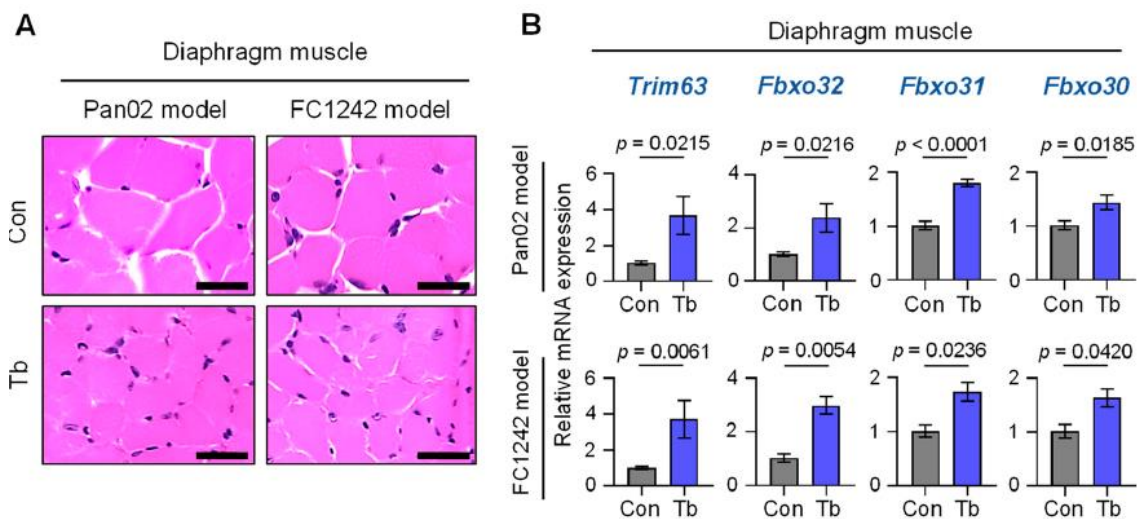 A
Diaphragm muscle
Pan02 model FC1242 model
Con
Tb
B
Diaphragm muscle
Trim63 Fbxo32 Fbxo31 Fbxo30
Relative mRNA expression
Pan02 model
p = 0.0215 p = 0.0216 p < 0.0001 p = 0.0185
6 4 2 2
4 2 1 1
2 0 0 0
0
Con Tb Con Tb Con Tb Con Tb
FC1242 model
p = 0.0061 p = 0.0054 p = 0.0236 p = 0.0420
6 4 2 2
4 2 1 1
2 0 0 0
0
Con Tb Con Tb Con Tb Con Tb